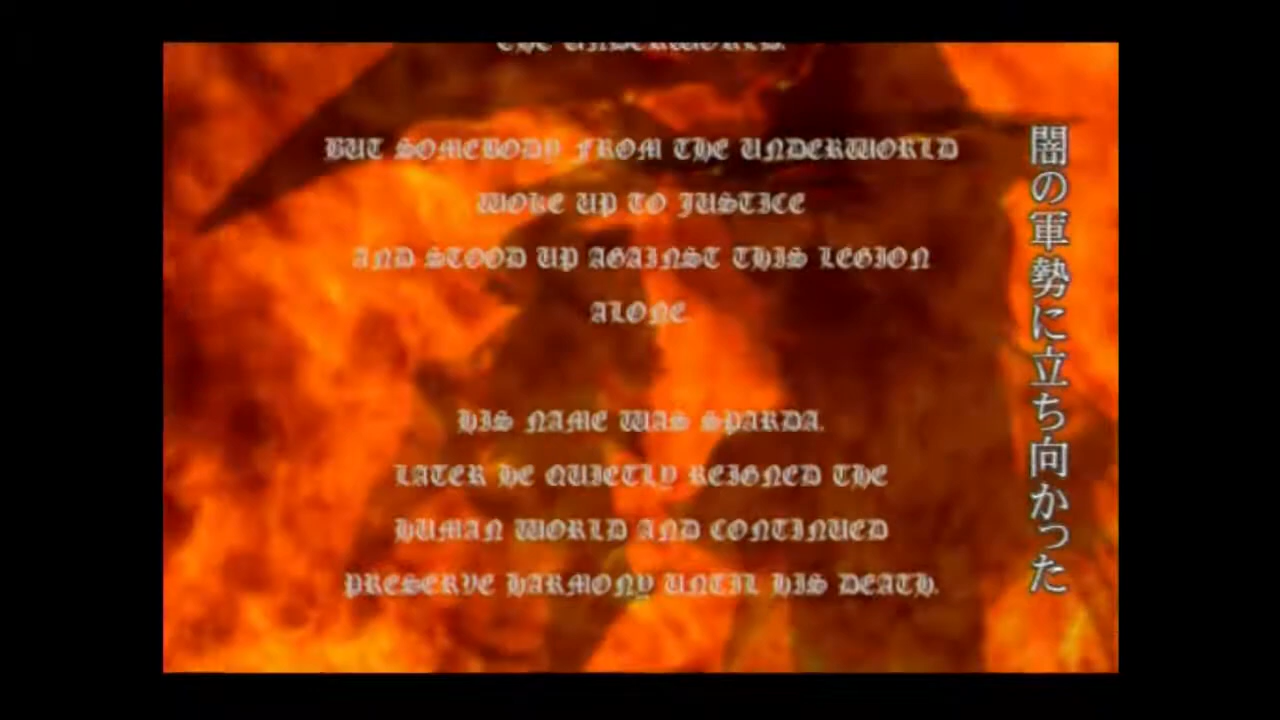 THE UNDERWORLD.
BUT SOMEBODY FROM THE UNDERWORLD
WOKE UP TO JUSTICE
AND STOOD UP AGAINST THIS LEGION
ALONE.
HIS NAME WAS SPARDA.
LATER HE QUIETLY REIGNED THE
HUMAN WORLD AND CONTINUED
PRESERVE HARMONY UNTIL HIS DEATH.
闇の軍勢に立ち向かった